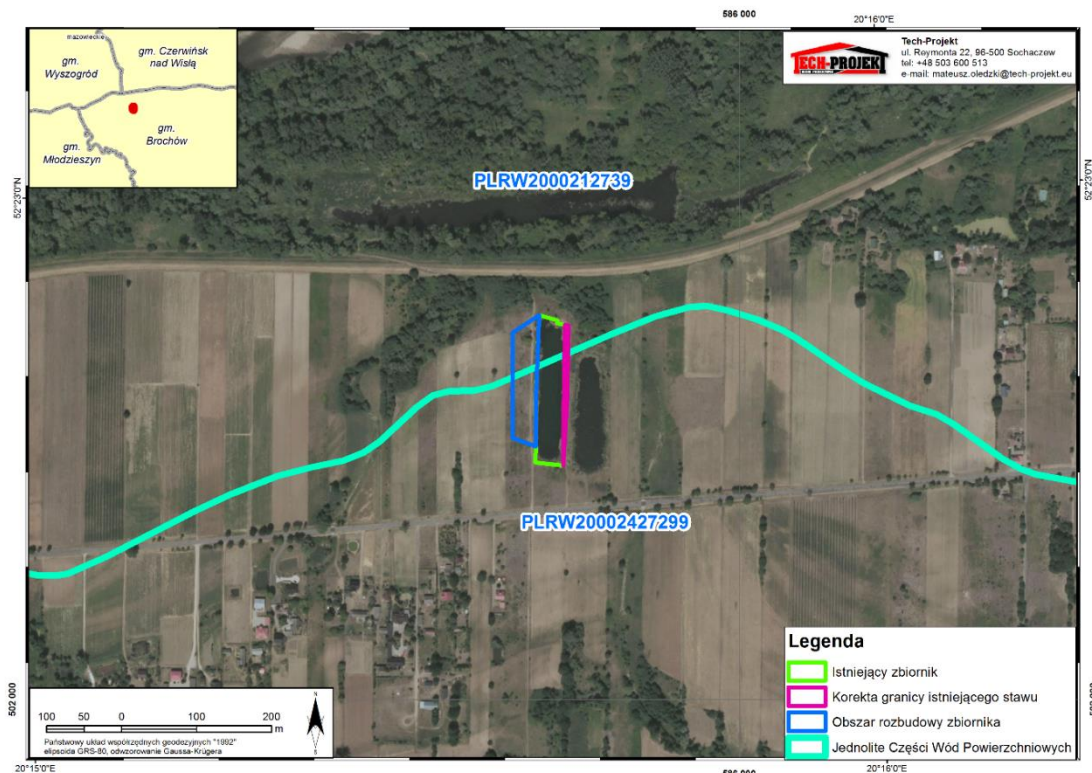 586 000
20°16'0"E
mazowieckie
gm. Czerwińsk
nad Wisłą
gm.
Wyszogród
gm.
Brochów
gm.
Młodzieszyn
TECH-PROJEKT
Tech-Projekt
ul. Reymonta 22, 96-500 Sochaczew
tel: +48 503 600 513
e-mail: mateusz.oledzki@tech-projekt.eu
52°23'0"N
52°23'0"N
PLRW2000212739
PLRW20002427299
Legenda
Istniejący zbiornik
Korekta granicy istniejącego stawu
Obszar rozbudowy zbiornika
Jednolite Części Wód Powierzchniowych
502 000
100 50 0 100 200
m
N
Państwowy układ współrzędnych geodezyjnych "1992"
elipsoida GRS-80, odwzorowanie Gaussa-Krügera
20°15'0"E
586 000
20°16'0"E